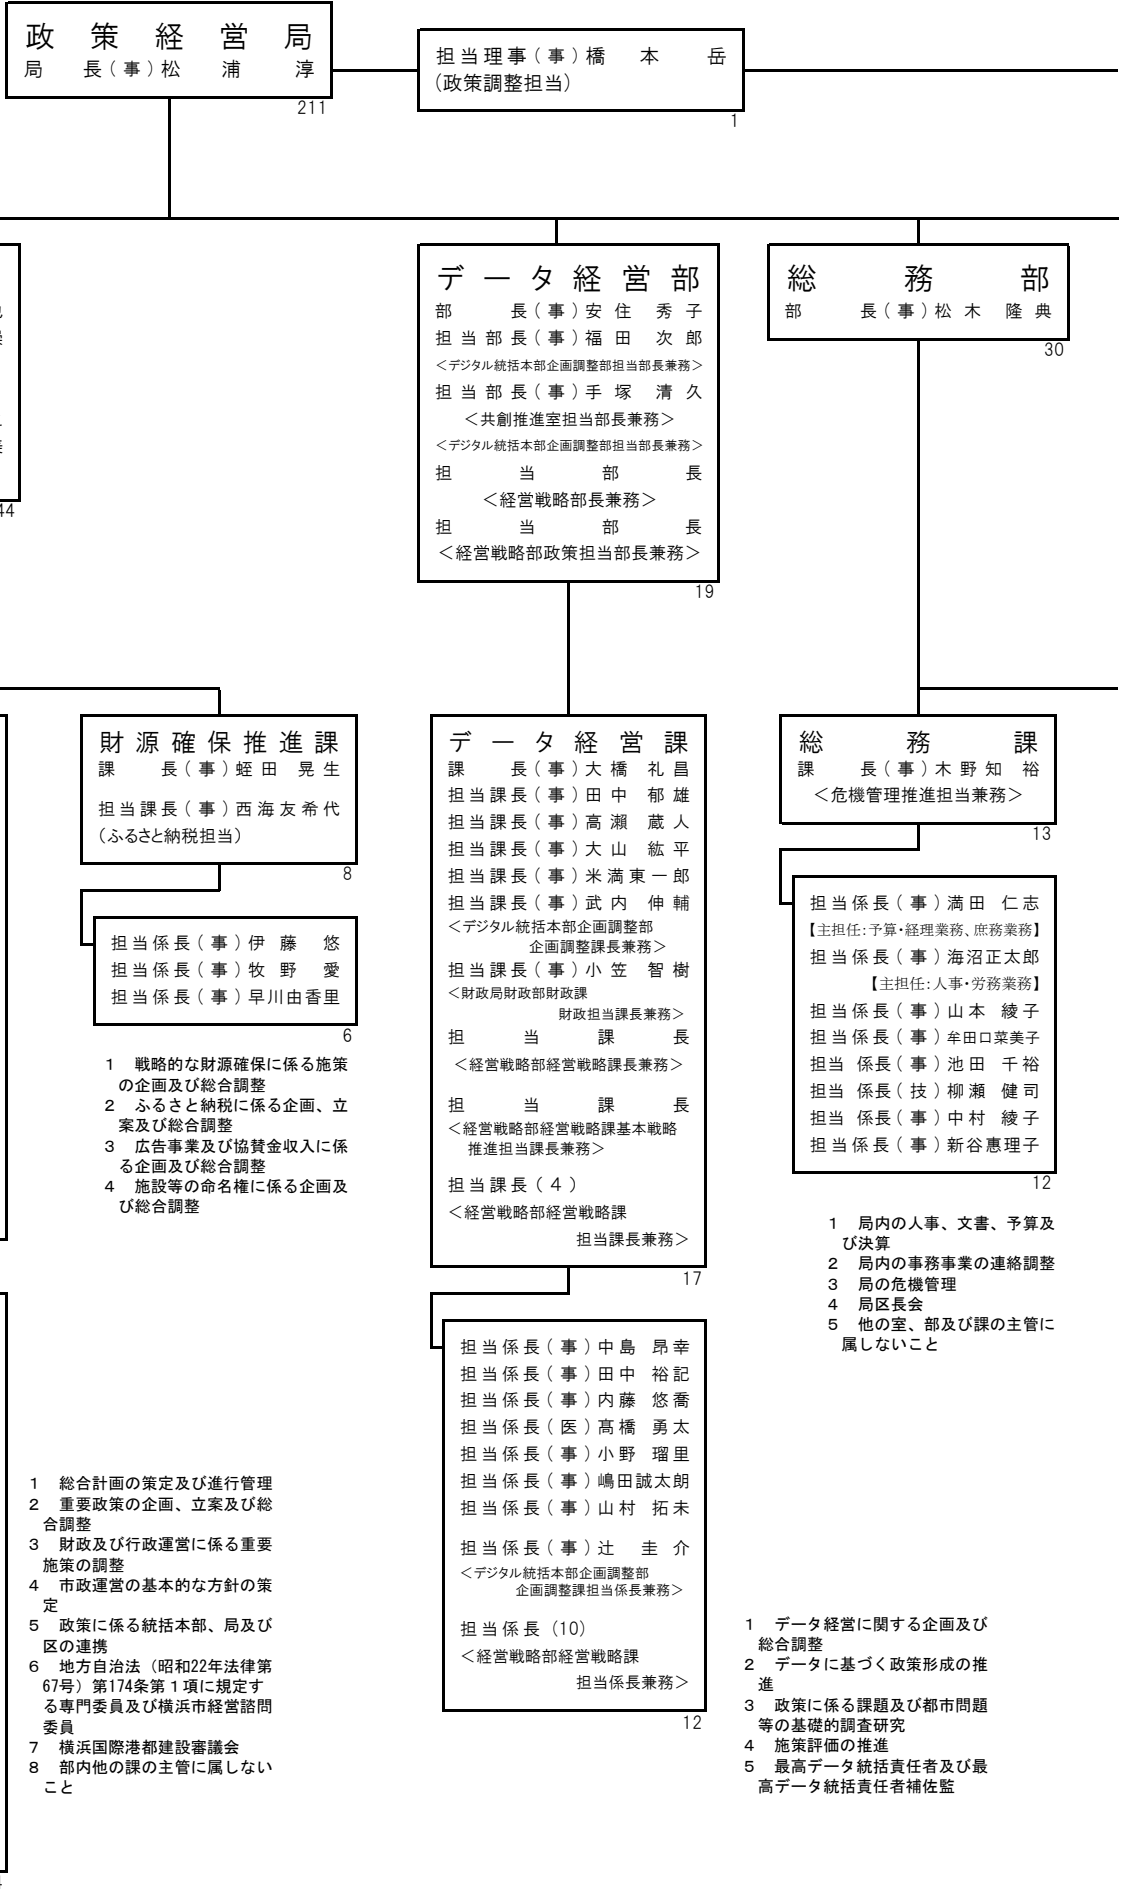 政策経営局
局長(事)松浦淳
211
担当理事(事)橋本岳
(政策調整担当)
1
44
データ経営部
部長(事)安住秀子
担当部長(事)福田次郎
<デジタル統括本部企画調整部担当部長兼務>
担当部長(事)手塚清久
<共創推進室担当部長兼務>
<デジタル統括本部企画調整部担当部長兼務>
担当部長
<経営戦略部長兼務>
担当部長
<経営戦略部政策担当部長兼務>
19
総務部
部長(事)松木隆典
30
財源確保推進課
課長(事)蛭田晃生
担当課長(事)西海友希代
(ふるさと納税担当)
8
担当係長(事)伊藤悠
担当係長(事)牧野愛
担当係長(事)早川由香里
6
1 戦略的な財源確保に係る施策
の企画及び総合調整
2 ふるさと納税に係る企画、立
案及び総合調整
3 広告事業及び協賛金収入に係
る企画及び総合調整
4 施設等の命名権に係る企画及
び総合調整
1 総合計画の策定及び進行管理
2 重要政策の企画、立案及び総
合調整
3 財政及び行政運営に係る重要
施策の調整
4 市政運営の基本的な方針の策
定
5 政策に係る統括本部、局及び
区の連携
6 地方自治法(昭和22年法律第
67号)第174条第1項に規定す
る専門委員及び横浜市経営諮問
委員
7 横浜国際港都建設審議会
8 部内他の課の主管に属しない
こと
データ経営課
課長(事)大橋礼昌
担当課長(事)田中郁雄
担当課長(事)高瀬蔵人
担当課長(事)大山紘平
担当課長(事)米満東一郎
担当課長(事)武内伸輔
<デジタル統括本部企画調整部
企画調整課長兼務>
担当課長(事)小笠智樹
<財政局財政部財政課
財政担当課長兼務>
担当課長
<経営戦略部経営戦略課長兼務>
担当課長
<経営戦略部経営戦略課基本戦略
推進担当課長兼務>
担当課長(4)
<経営戦略部経営戦略課
担当課長兼務>
17
担当係長(事)中島昂幸
担当係長(事)田中裕記
担当係長(事)内藤悠喬
担当係長(医)髙橋勇太
担当係長(事)小野瑠里
担当係長(事)嶋田誠太朗
担当係長(事)山村拓未
担当係長(事)辻圭介
<デジタル統括本部企画調整部
企画調整課担当係長兼務>
担当係長(10)
<経営戦略部経営戦略課
担当係長兼務>
12
1 データ経営に関する企画及び
総合調整
2 データに基づく政策形成の推
進
3 政策に係る課題及び都市問題
等の基礎的調査研究
4 施策評価の推進
5 最高データ統括責任者及び最
高データ統括責任者補佐監
総務課
課長(事)木野知裕
<危機管理推進担当兼務>
13
担当係長(事)満田仁志
【主担任:予算・経理業務、庶務業務】
担当係長(事)海沼正太郎
【主担任:人事・労務業務】
担当係長(事)山本綾子
担当係長(事)牟田口菜美子
担当係長(事)池田千裕
担当係長(技)柳瀬健司
担当係長(事)中村綾子
担当係長(事)新谷惠理子
12
1 局内の人事、文書、予算及
び決算
2 局内の事務事業の連絡調整
3 局の危機管理
4 局区長会
5 他の室、部及び課の主管に
属しないこと